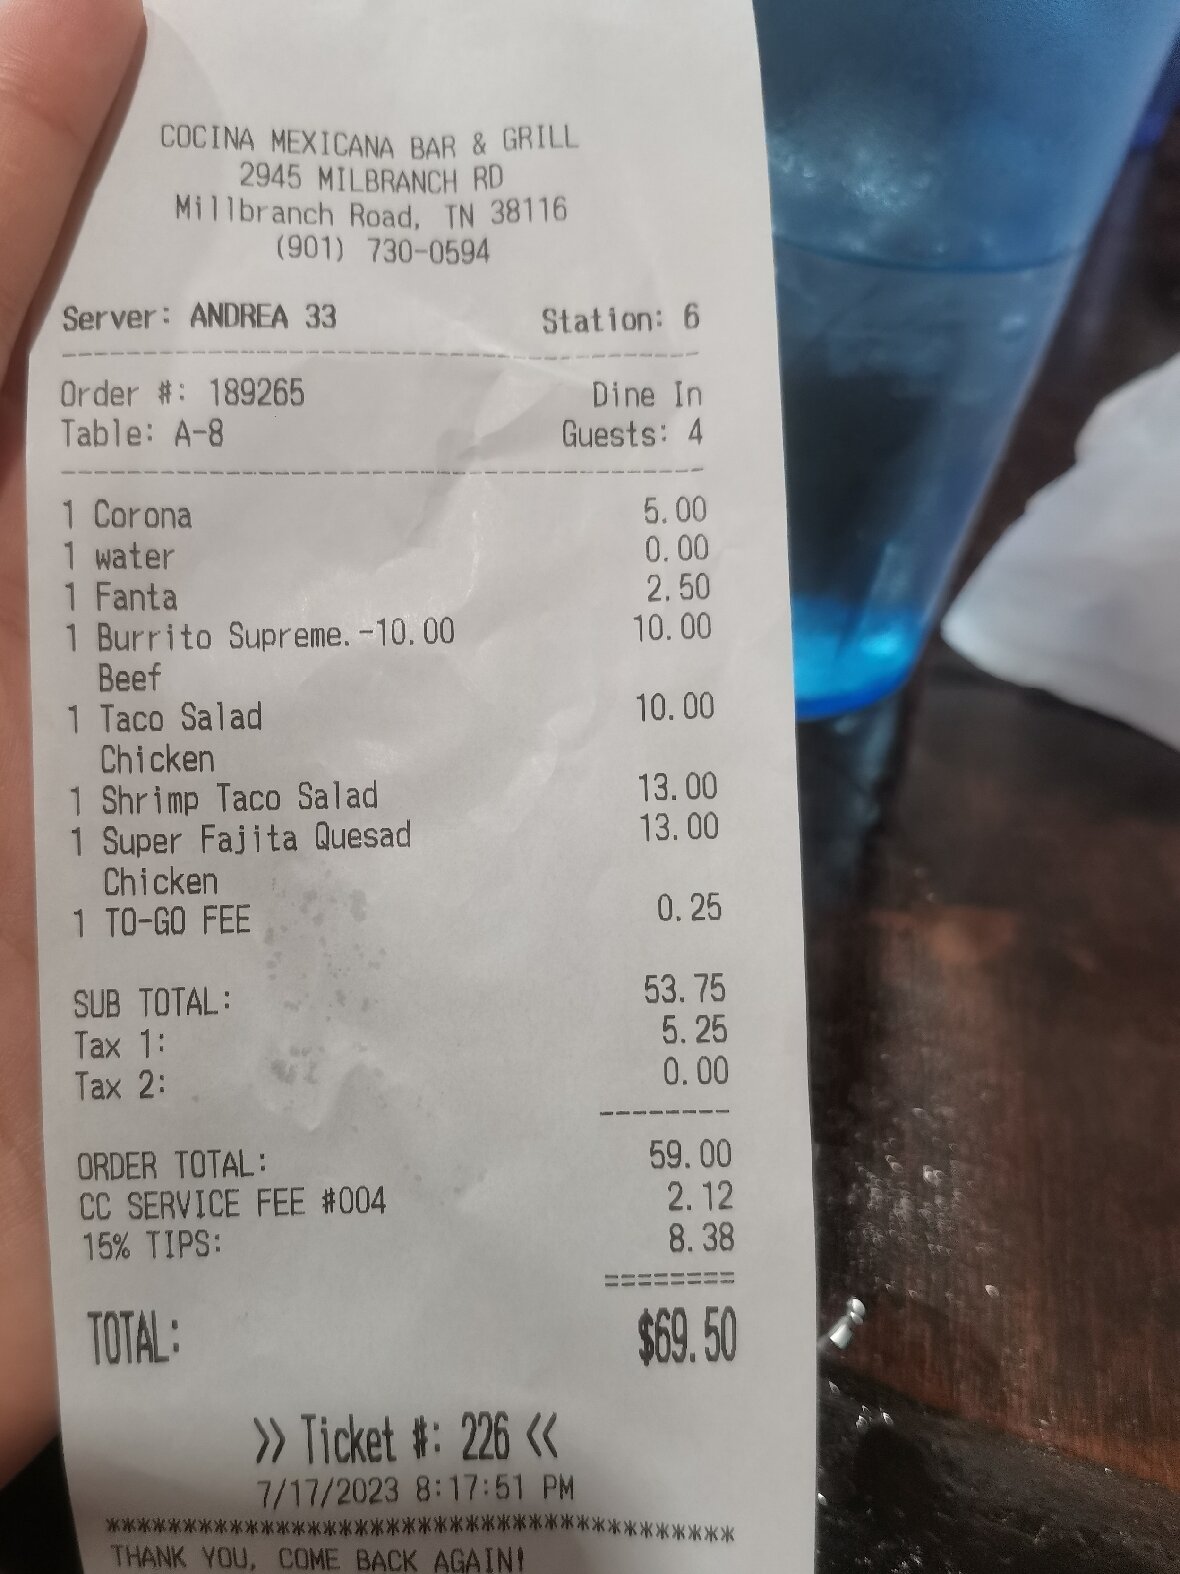 COCINA MEXICANA BAR & GRILL
2945 MILBRANCH RD
Millbranch Road, TN 38116
(901) 730-0594
Server: ANDREA 33 Station: 6
Order #: 189265 Dine In
Table: A-8 Guests: 4
1 Corona 5.00
1 water 0.00
1 Fanta 2.50
1 Burrito Supreme.-10.00 10.00
Beef
1 Taco Salad 10.00
Chicken
1 Shrimp Taco Salad 13.00
1 Super Fajita Quesad 13.00
Chicken
1 TO-GO FEE 0.25
SUB TOTAL: 53.75
Tax 1: 5.25
Tax 2: 0.00
ORDER TOTAL: 59.00
CC SERVICE FEE #004 2.12
15% TIPS: 8.38
TOTAL: $69.50
>> Ticket #: 226 <<
7/17/2023 8:17:51 PM
****************************************
THANK YOU, COME BACK AGAIN!